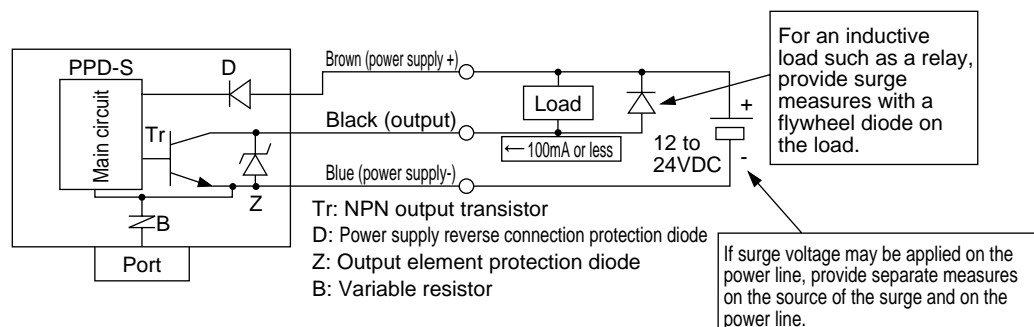 PPD-S
Main circuit
D
Tr
Z
B
Port
Brown (power supply +)
Black (output)
Blue (power supply-)
Load
← 100mA or less
+
12 to
24VDC
-
For an inductive
load such as a relay,
provide surge
measures with a
flywheel diode on
the load.
Tr: NPN output transistor
D: Power supply reverse connection protection diode
Z: Output element protection diode
B: Variable resistor
If surge voltage may be applied on the
power line, provide separate measures
on the source of the surge and on the
power line.